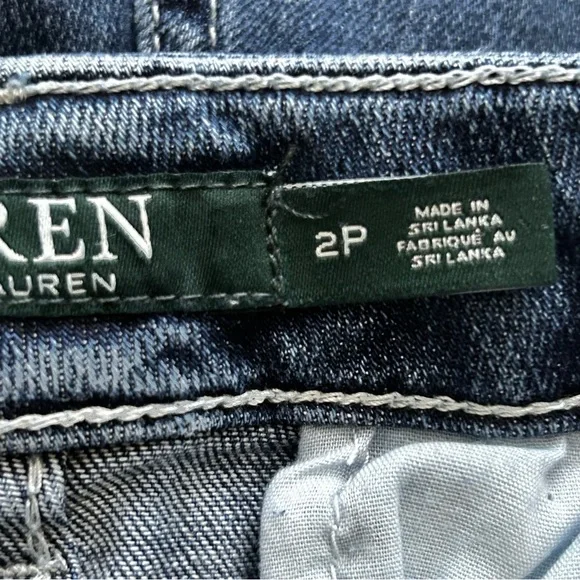 REN
AUREN
2P
MADE IN
SRI LANKA
FABRIQUÉ AU
SRI LANKA